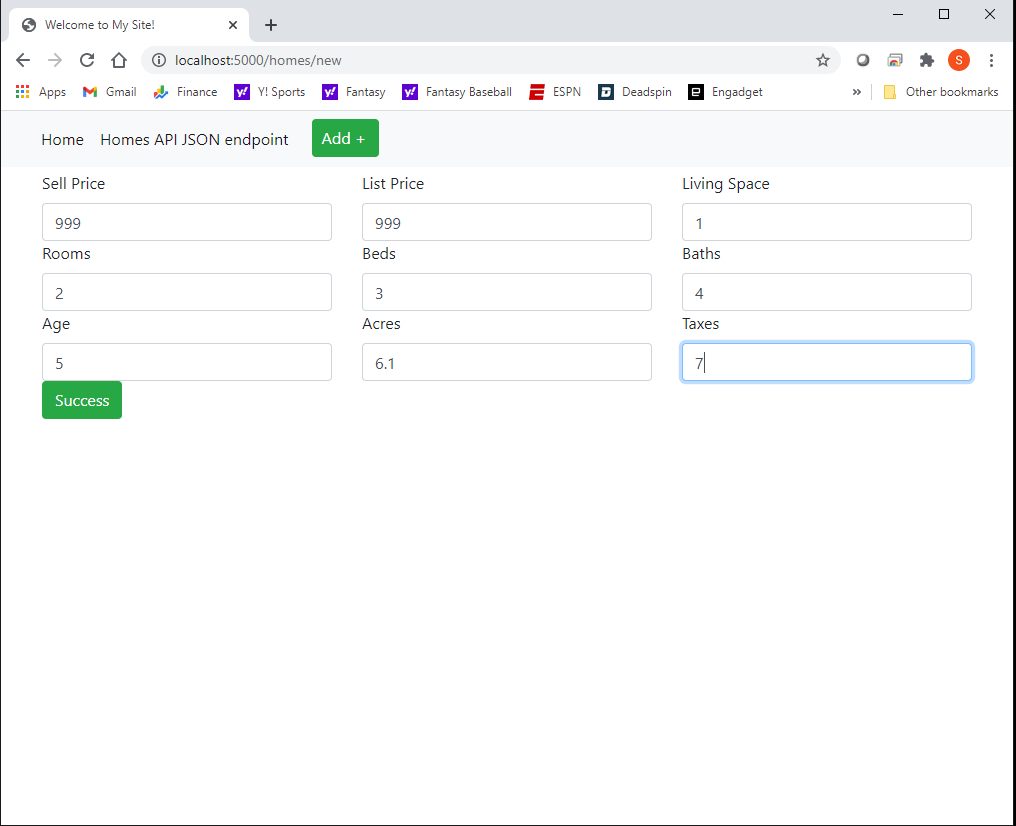 Welcome to My Site!
localhost:5000/homes/new
S
Apps Gmail y! Y! Sports y! Fantasy y! Fantasy Baseball E ESPN D Deadspin e Engadget » Other bookmarks
Home Homes API JSON endpoint Add +
Sell Price List Price Living Space
999 999 1
Rooms Beds Baths
2 3 4
Age Acres Taxes
5 6.1 7
Success